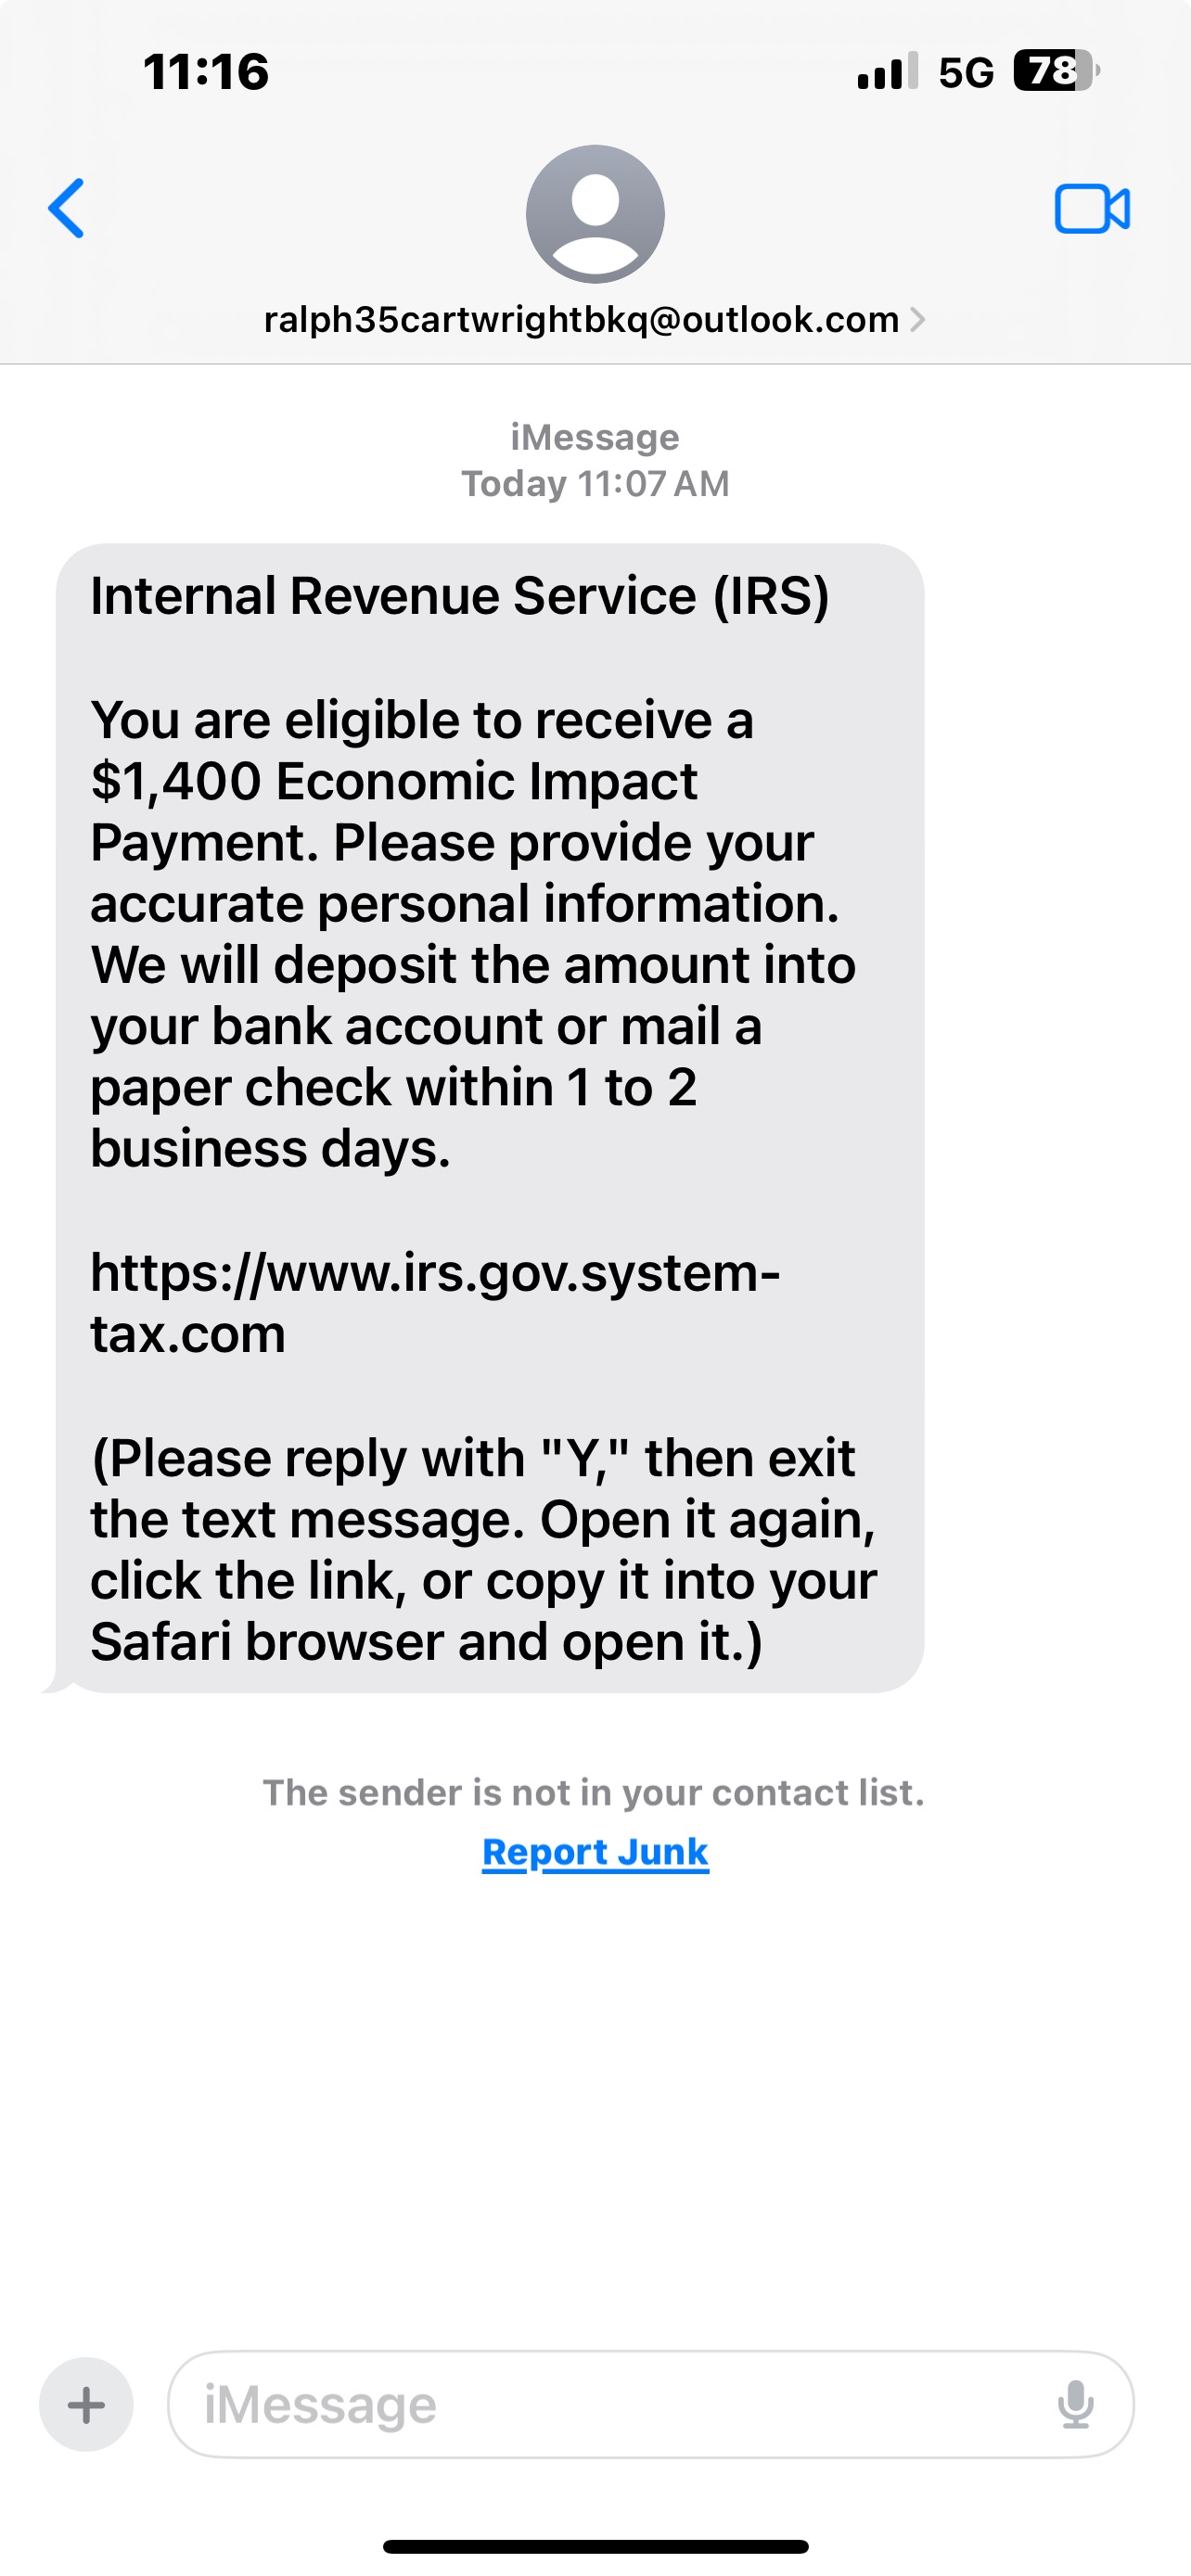 11:16 5G 78
ralph35cartwrightbkq@outlook.com
iMessage
Today 11:07 AM
Internal Revenue Service (IRS)
You are eligible to receive a
$1,400 Economic Impact
Payment. Please provide your
accurate personal information.
We will deposit the amount into
your bank account or mail a
paper check within 1 to 2
business days.
https://www.irs.gov.system-
tax.com
(Please reply with "Y," then exit
the text message. Open it again,
click the link, or copy it into your
Safari browser and open it.)
The sender is not in your contact list.
Report Junk
iMessage